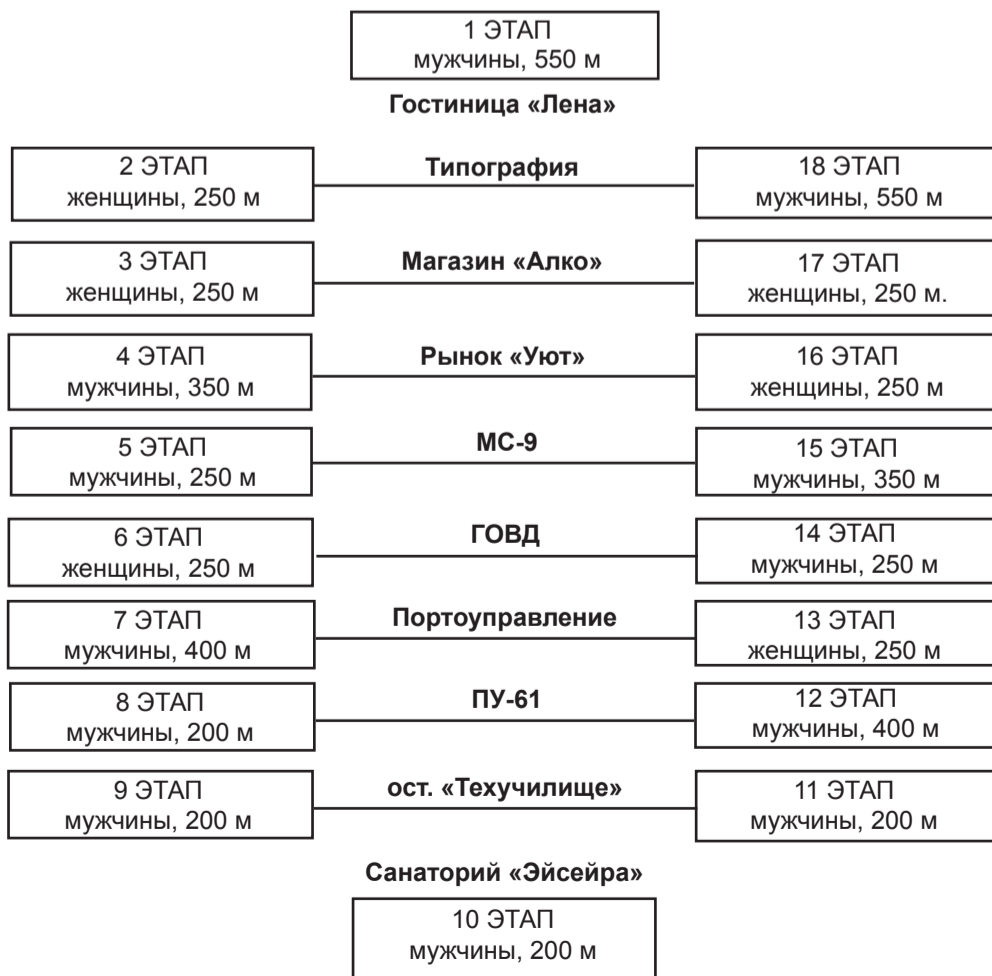 1 ЭТАП
мужчины, 550 м
Гостиница «Лена»
2 ЭТАП
женщины, 250 м
Типография
18 ЭТАП
мужчины, 550 м
3 ЭТАП
женщины, 250 м
Магазин «Алко»
17 ЭТАП
женщины, 250 м.
4 ЭТАП
мужчины, 350 м
Рынок «Уют»
16 ЭТАП
женщины, 250 м
5 ЭТАП
мужчины, 250 м
МС-9
15 ЭТАП
мужчины, 350 м
6 ЭТАП
женщины, 250 м
ГОВД
14 ЭТАП
мужчины, 250 м
7 ЭТАП
мужчины, 400 м
Портоуправление
13 ЭТАП
женщины, 250 м
8 ЭТАП
мужчины, 200 м
ПУ-61
12 ЭТАП
мужчины, 400 м
9 ЭТАП
мужчины, 200 м
ост. «Техучилище»
11 ЭТАП
мужчины, 200 м
Санаторий «Эйсейра»
10 ЭТАП
мужчины, 200 м